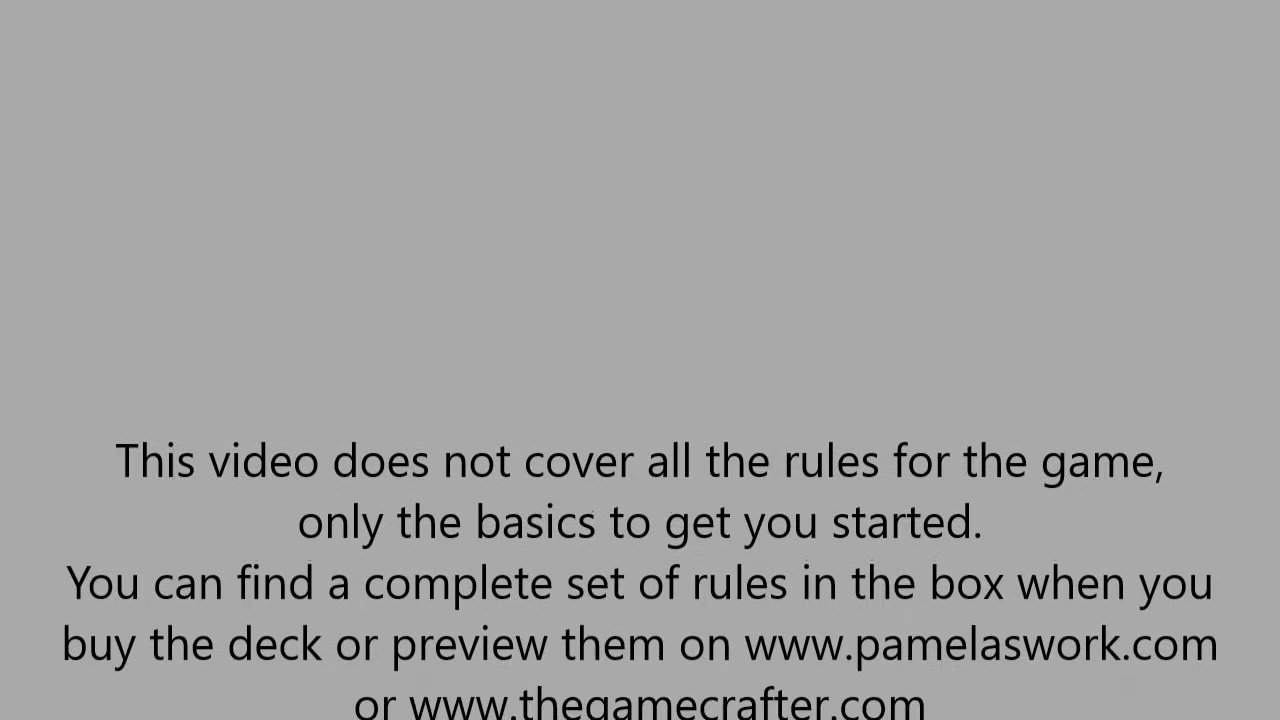 This video does not cover all the rules for the game,
only the basics to get you started.
You can find a complete set of rules in the box when you
buy the deck or preview them on www.pamelaswork.com
or www.thegamecrafter.com